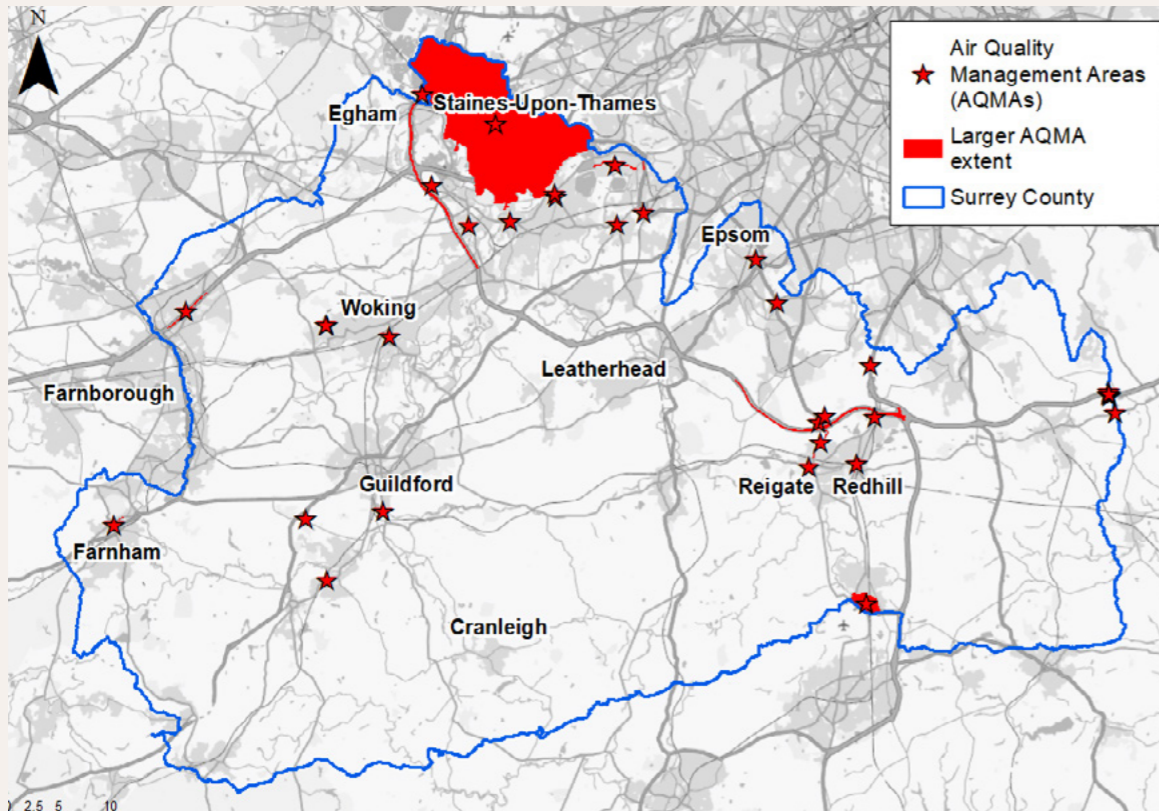 N
Air Quality
Management Areas
(AQMAs)
Larger AQMA
extent
Surrey County
Staines-Upon-Thames
Egham
Epsom
Woking
Leatherhead
Farnborough
Guildford
Reigate
Redhill
Farnham
Cranleigh
0 2.5 5 10